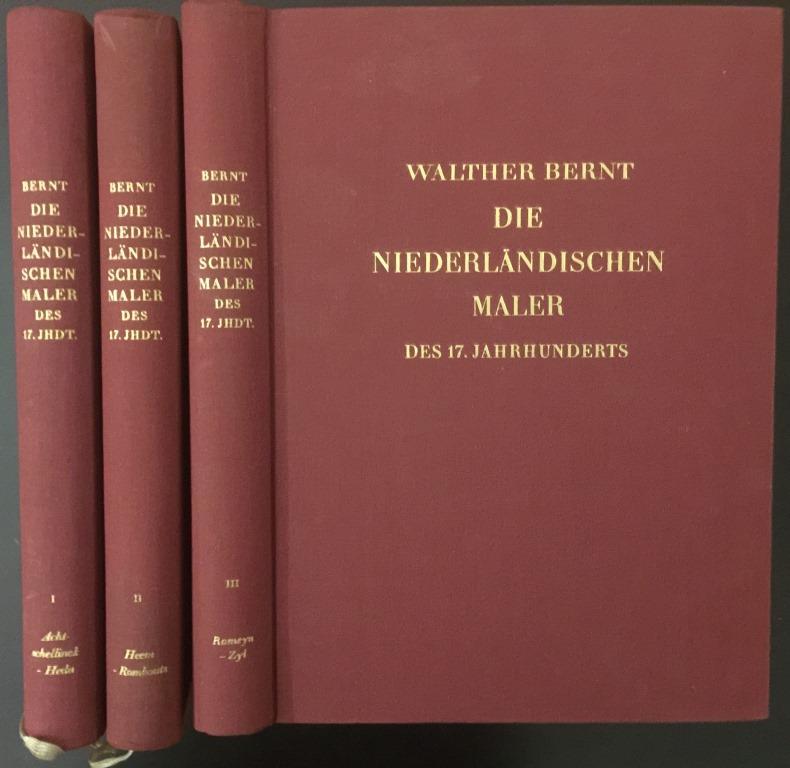 BERNT
DIE
NIEDER-
LÄNDI-
SCHEN
MALER
DES
17. JHDT.
I
Acht-
schellinck
- Heda
BERNT
DIE
NIEDER-
LÄNDI-
SCHEN
MALER
DES
17. JHDT.
II
Heem
- Rombouts
BERNT
DIE
NIEDER-
LÄNDI-
SCHEN
MALER
DES
17. JHDT.
III
Romeyn
- Zyl
WALTHER BERNT
DIE
NIEDERLÄNDISCHEN
MALER
DES 17. JAHRHUNDERTS